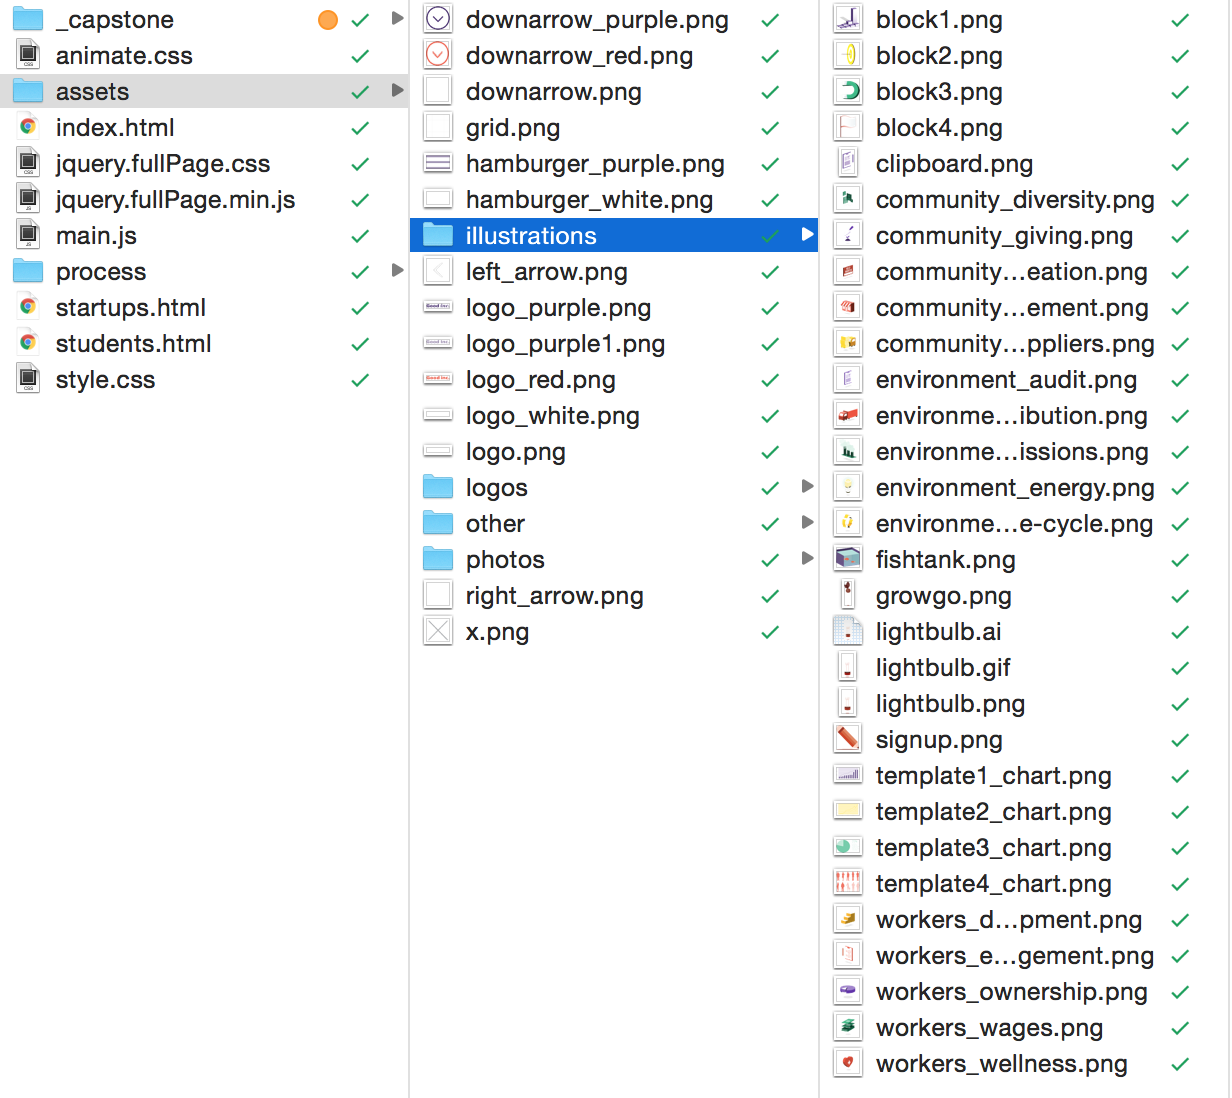 _capstone
animate.css
assets
index.html
jquery.fullPage.css
jquery.fullPage.min.js
main.js
process
startups.html
students.html
style.css
downarrow_purple.png
downarrow_red.png
downarrow.png
grid.png
hamburger_purple.png
hamburger_white.png
illustrations
left_arrow.png
logo_purple.png
logo_purple1.png
logo_red.png
logo_white.png
logo.png
logos
other
photos
right_arrow.png
x.png
block1.png
block2.png
block3.png
block4.png
clipboard.png
community_diversity.png
community_giving.png
community…eation.png
community…ement.png
community…ppliers.png
environment_audit.png
environme…ibution.png
environme…issions.png
environment_energy.png
environme…e-cycle.png
fishtank.png
growgo.png
lightbulb.ai
lightbulb.gif
lightbulb.png
signup.png
template1_chart.png
template2_chart.png
template3_chart.png
template4_chart.png
workers_d…pment.png
workers_e…gement.png
workers_ownership.png
workers_wages.png
workers_wellness.png